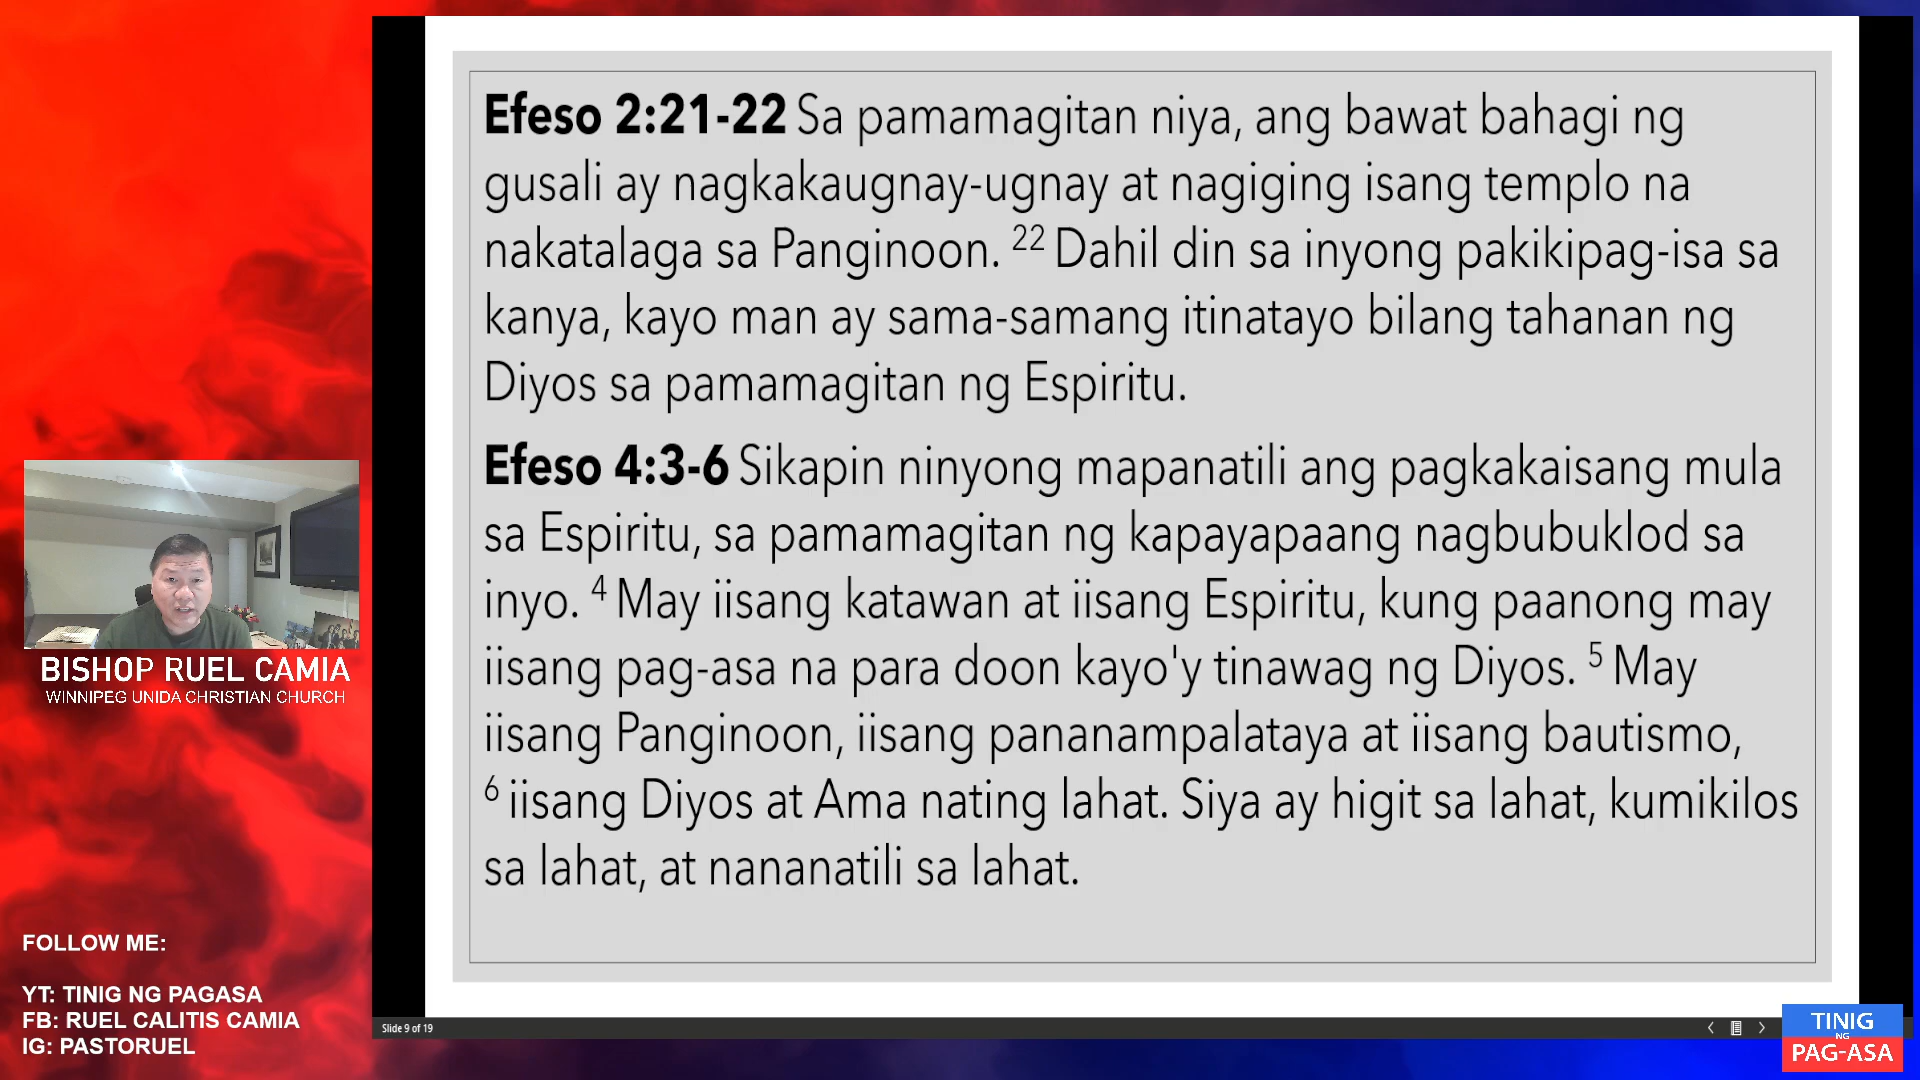 Efeso 2:21-22 Sa pamamagitan niya, ang bawat bahagi ng
gusali ay nagkakaugnay-ugnay at nagiging isang templo na
nakatalaga sa Panginoon. 22 Dahil din sa inyong pakikipag-isa sa
kanya, kayo man ay sama-samang itinatayo bilang tahanan ng
Diyos sa pamamagitan ng Espiritu.
Efeso 4:3-6 Sikapin ninyong mapanatili ang pagkakaisang mula
sa Espiritu, sa pamamagitan ng kapayapaang nagbubuklod sa
inyo. 4 May iisang katawan at iisang Espiritu, kung paanong may
iisang pag-asa na para doon kayo'y tinawag ng Diyos. 5 May
iisang Panginoon, iisang pananampalataya at iisang bautismo,
6 iisang Diyos at Ama nating lahat. Siya ay higit sa lahat, kumikilos
sa lahat, at nananatili sa lahat.
BISHOP RUEL CAMIA
WINNIPEG UNIDA CHRISTIAN CHURCH
FOLLOW ME:
YT: TINIG NG PAGASA
FB: RUEL CALITIS CAMIA
IG: PASTORUEL
Slide 9 of 19
TINIG
NG
PAG-ASA